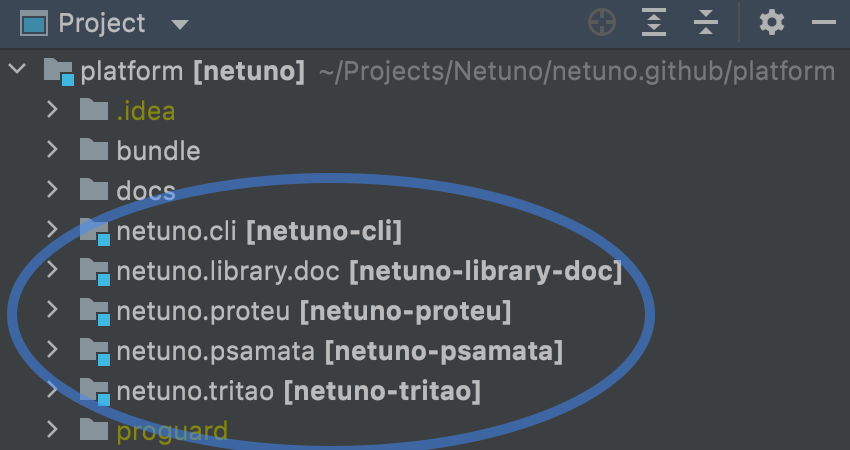 Project
platform [netuno] ~/Projects/Netuno/netuno.github/platform
.idea
bundle
docs
netuno.cli [netuno-cli]
netuno.library.doc [netuno-library-doc]
netuno.proteu [netuno-proteu]
netuno.psamata [netuno-psamata]
netuno.tritao [netuno-tritao]
proguard